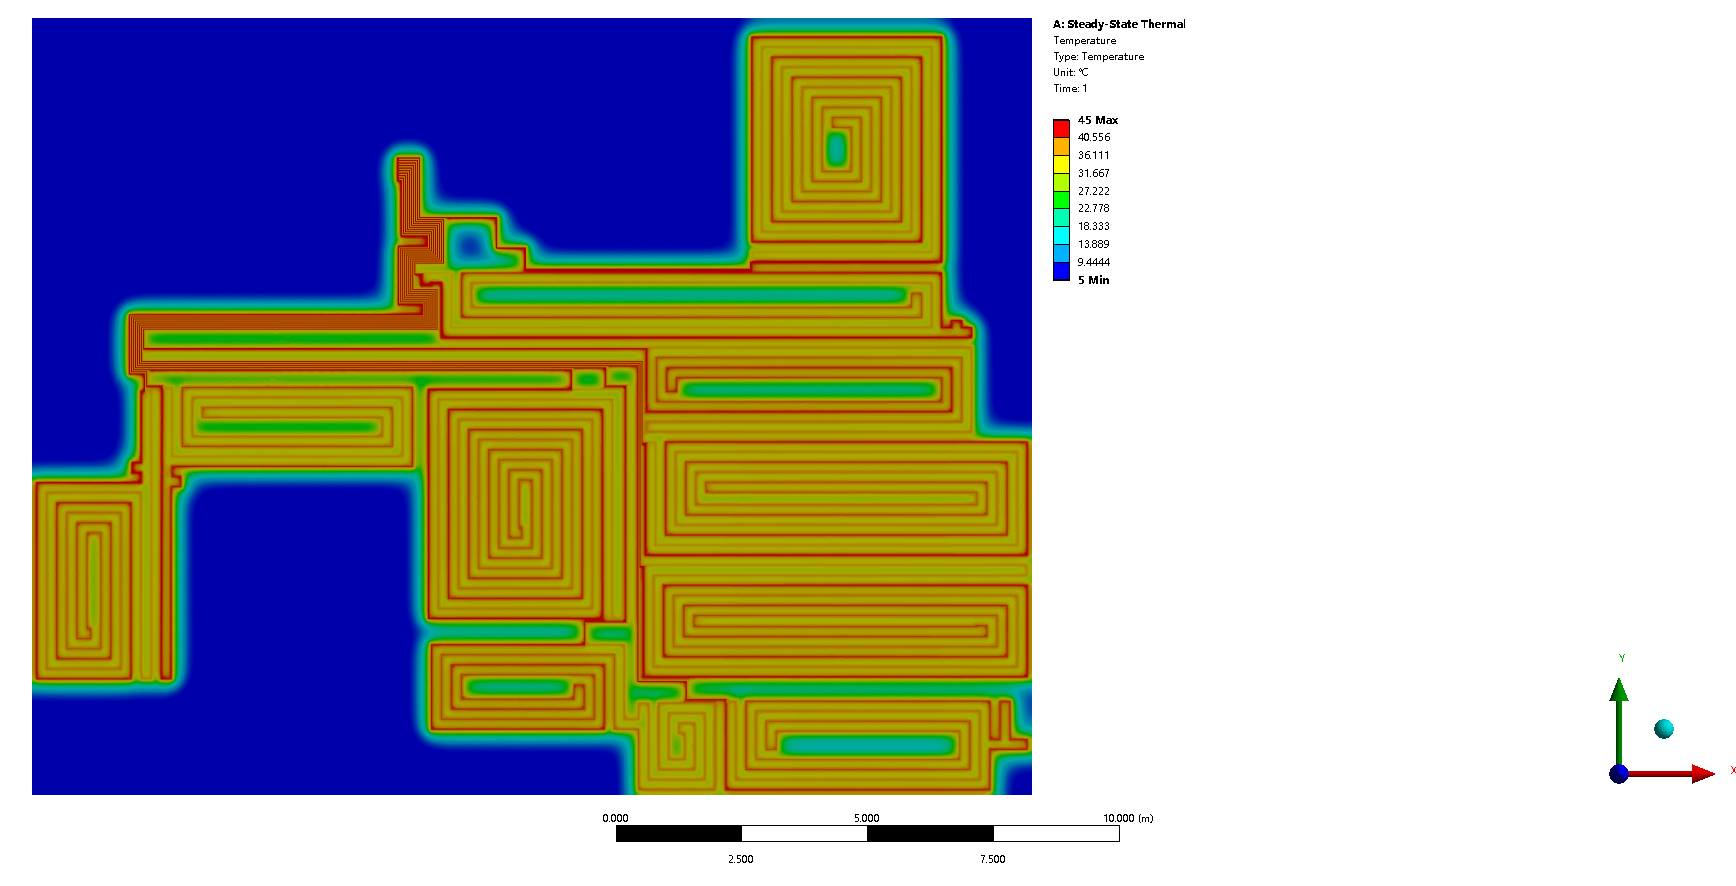 A: Steady-State Thermal
Temperature
Type: Temperature
Unit: °C
Time: 1
45 Max
40.556
36.111
31.667
27.222
22.778
18.333
13.889
9.4444
5 Min
Y
X
0.000 5.000 10.000 (m)
2.500 7.500